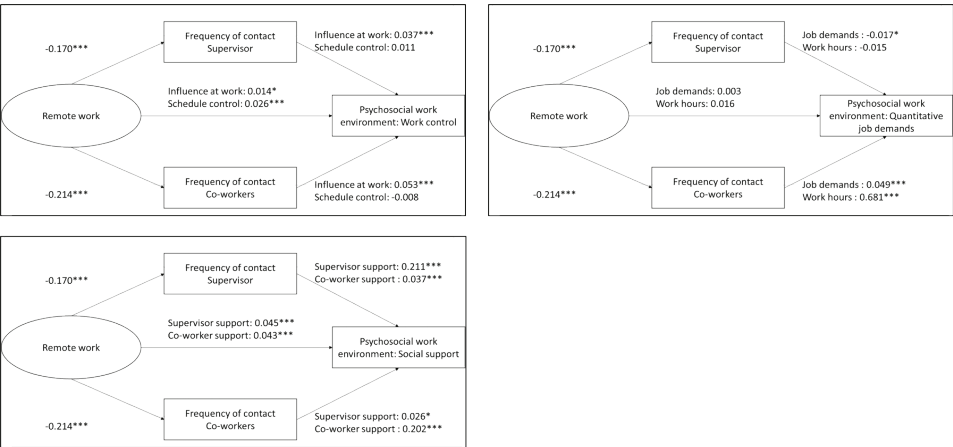 -0.170***
Frequency of contact
Supervisor
Influence at work: 0.037***
Schedule control: 0.011
Influence at work: 0.014*
Schedule control: 0.026***
Remote work
Psychosocial work
environment: Work control
-0.214***
Frequency of contact
Co-workers
Influence at work: 0.053***
Schedule control: -0.008
-0.170***
Frequency of contact
Supervisor
Job demands : -0.017*
Work hours : -0.015
Job demands: 0.003
Work hours: 0.016
Remote work
Psychosocial work
environment: Quantitative
job demands
-0.214***
Frequency of contact
Co-workers
Job demands : 0.049***
Work hours : 0.681***
-0.170***
Frequency of contact
Supervisor
Supervisor support: 0.211***
Co-worker support : 0.037***
Supervisor support: 0.045***
Co-worker support: 0.043***
Remote work
Psychosocial work
environment: Social support
-0.214***
Frequency of contact
Co-workers
Supervisor support: 0.026*
Co-worker support: 0.202***